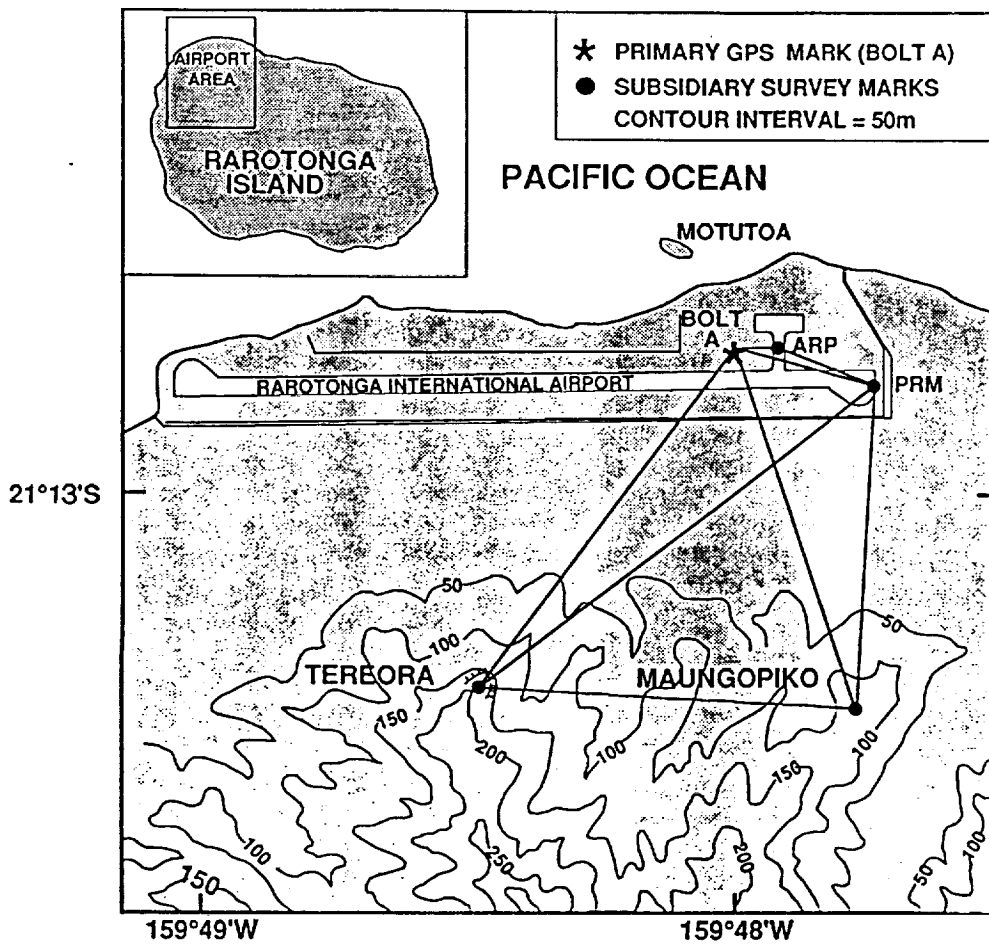 AIRPORT
AREA
RAROTONGA
ISLAND
PRIMARY GPS MARK (BOLT A)
SUBSIDIARY SURVEY MARKS
CONTOUR INTERVAL = 50m
PACIFIC OCEAN
MOTUTOA
BOLT
A
ARP
PRM
RAROTONGA INTERNATIONAL AIRPORT
21°13'S
50
50
100
TEREORA
MAUNGOPIKO
150
200
100
100
150
50
100
250
200
100
50
150
159°49'W
159°48'W